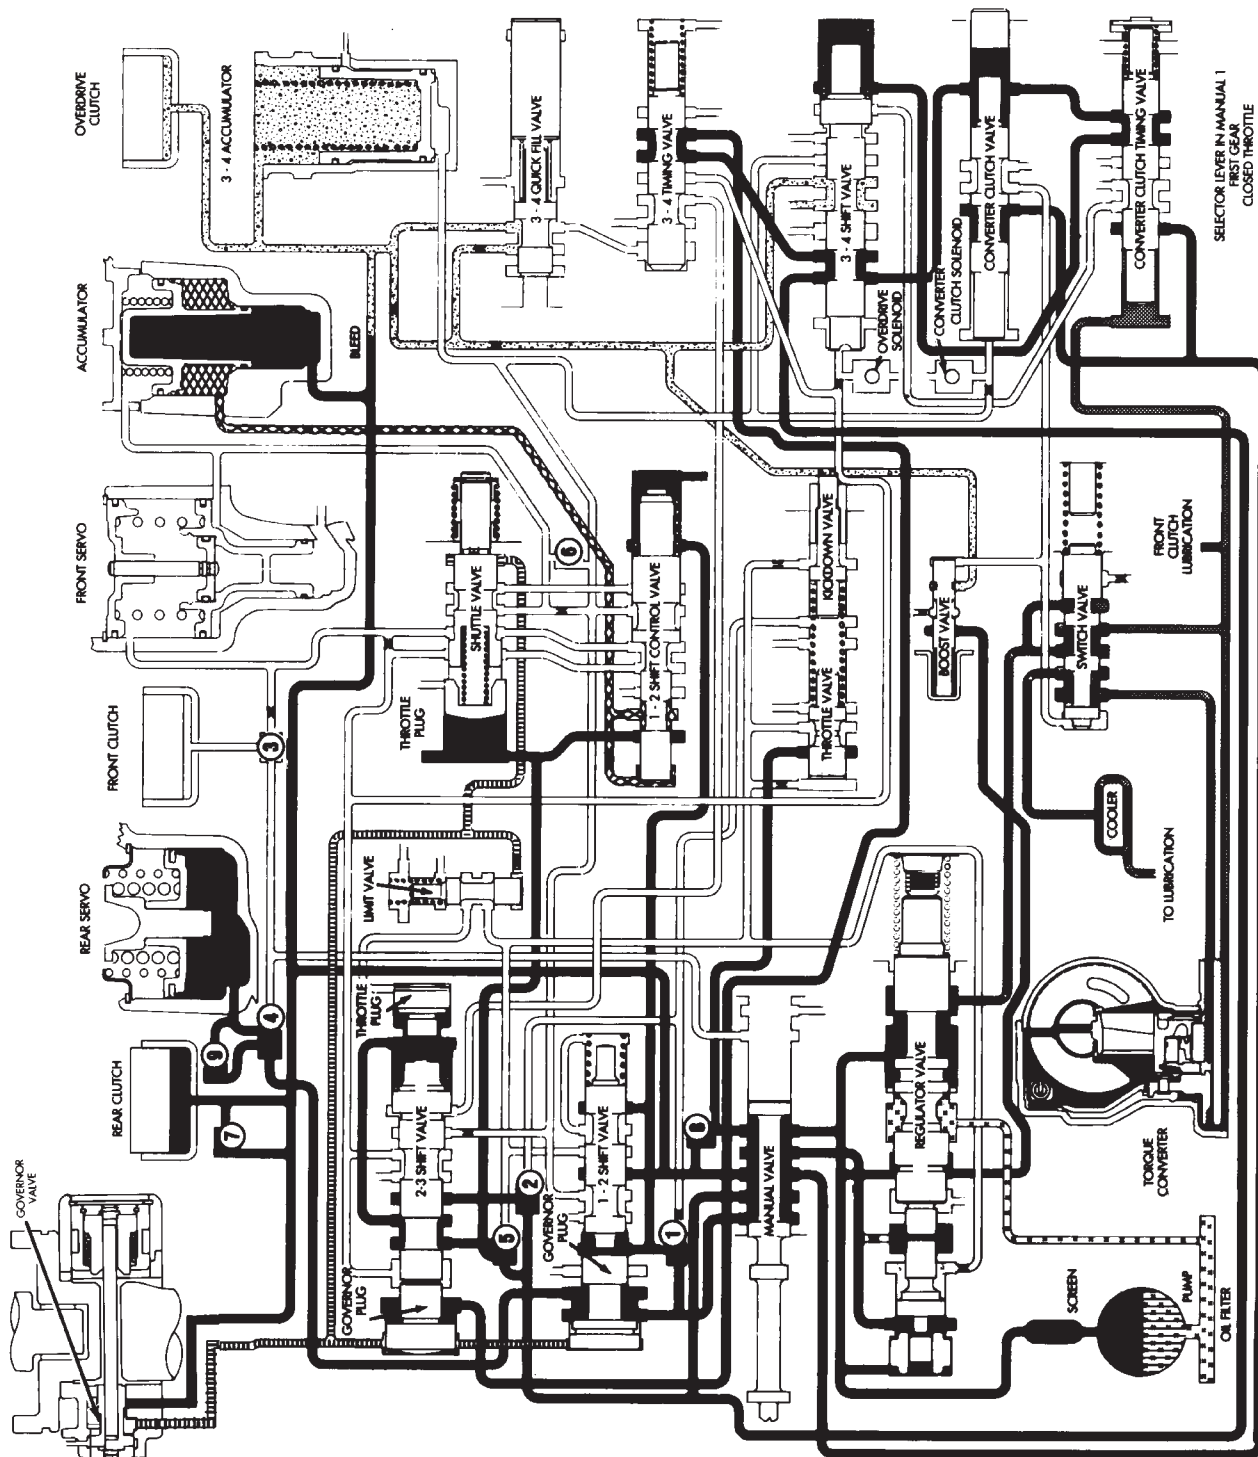 OVERDRIVE
CLUTCH
3 - 4 ACCUMULATOR
3 - 4 QUICK FILL VALVE
3 - 4 TIMING VALVE
3 - 4 SHIFT VALVE
CONVERTER CLUTCH VALVE
CONVERTER CLUTCH TIMING VALVE
SELECTOR LEVER IN MANUAL 1
FIRST GEAR
CLOSED THROTTLE
ACCUMULATOR
BLEED
OVERDRIVE
SOLENOID
CONVERTER
CLUTCH SOLENOID
FRONT SERVO
SHUTTLE VALVE
6
1 - 2 SHIFT CONTROL VALVE
KICKDOWN VALVE
THROTTLE VALVE
BOOST VALVE
SWITCH VALVE
FRONT
CLUTCH
LUBRICATION
FRONT CLUTCH
3
THROTTLE
PLUG
COOLER
TO LUBRICATION
REAR SERVO
LIMIT VALVE
REAR CLUTCH
9
4
7
THROTTLE
PLUG
2-3 SHIFT VALVE
2
1 - 2 SHIFT VALVE
8
MANUAL VALVE
REGULATOR VALVE
TORQUE
CONVERTER
GOVERNOR
VALVE
GOVERNOR
PLUG
5
GOVERNOR
PLUG
1
SCREEN
PUMP
OIL FILTER